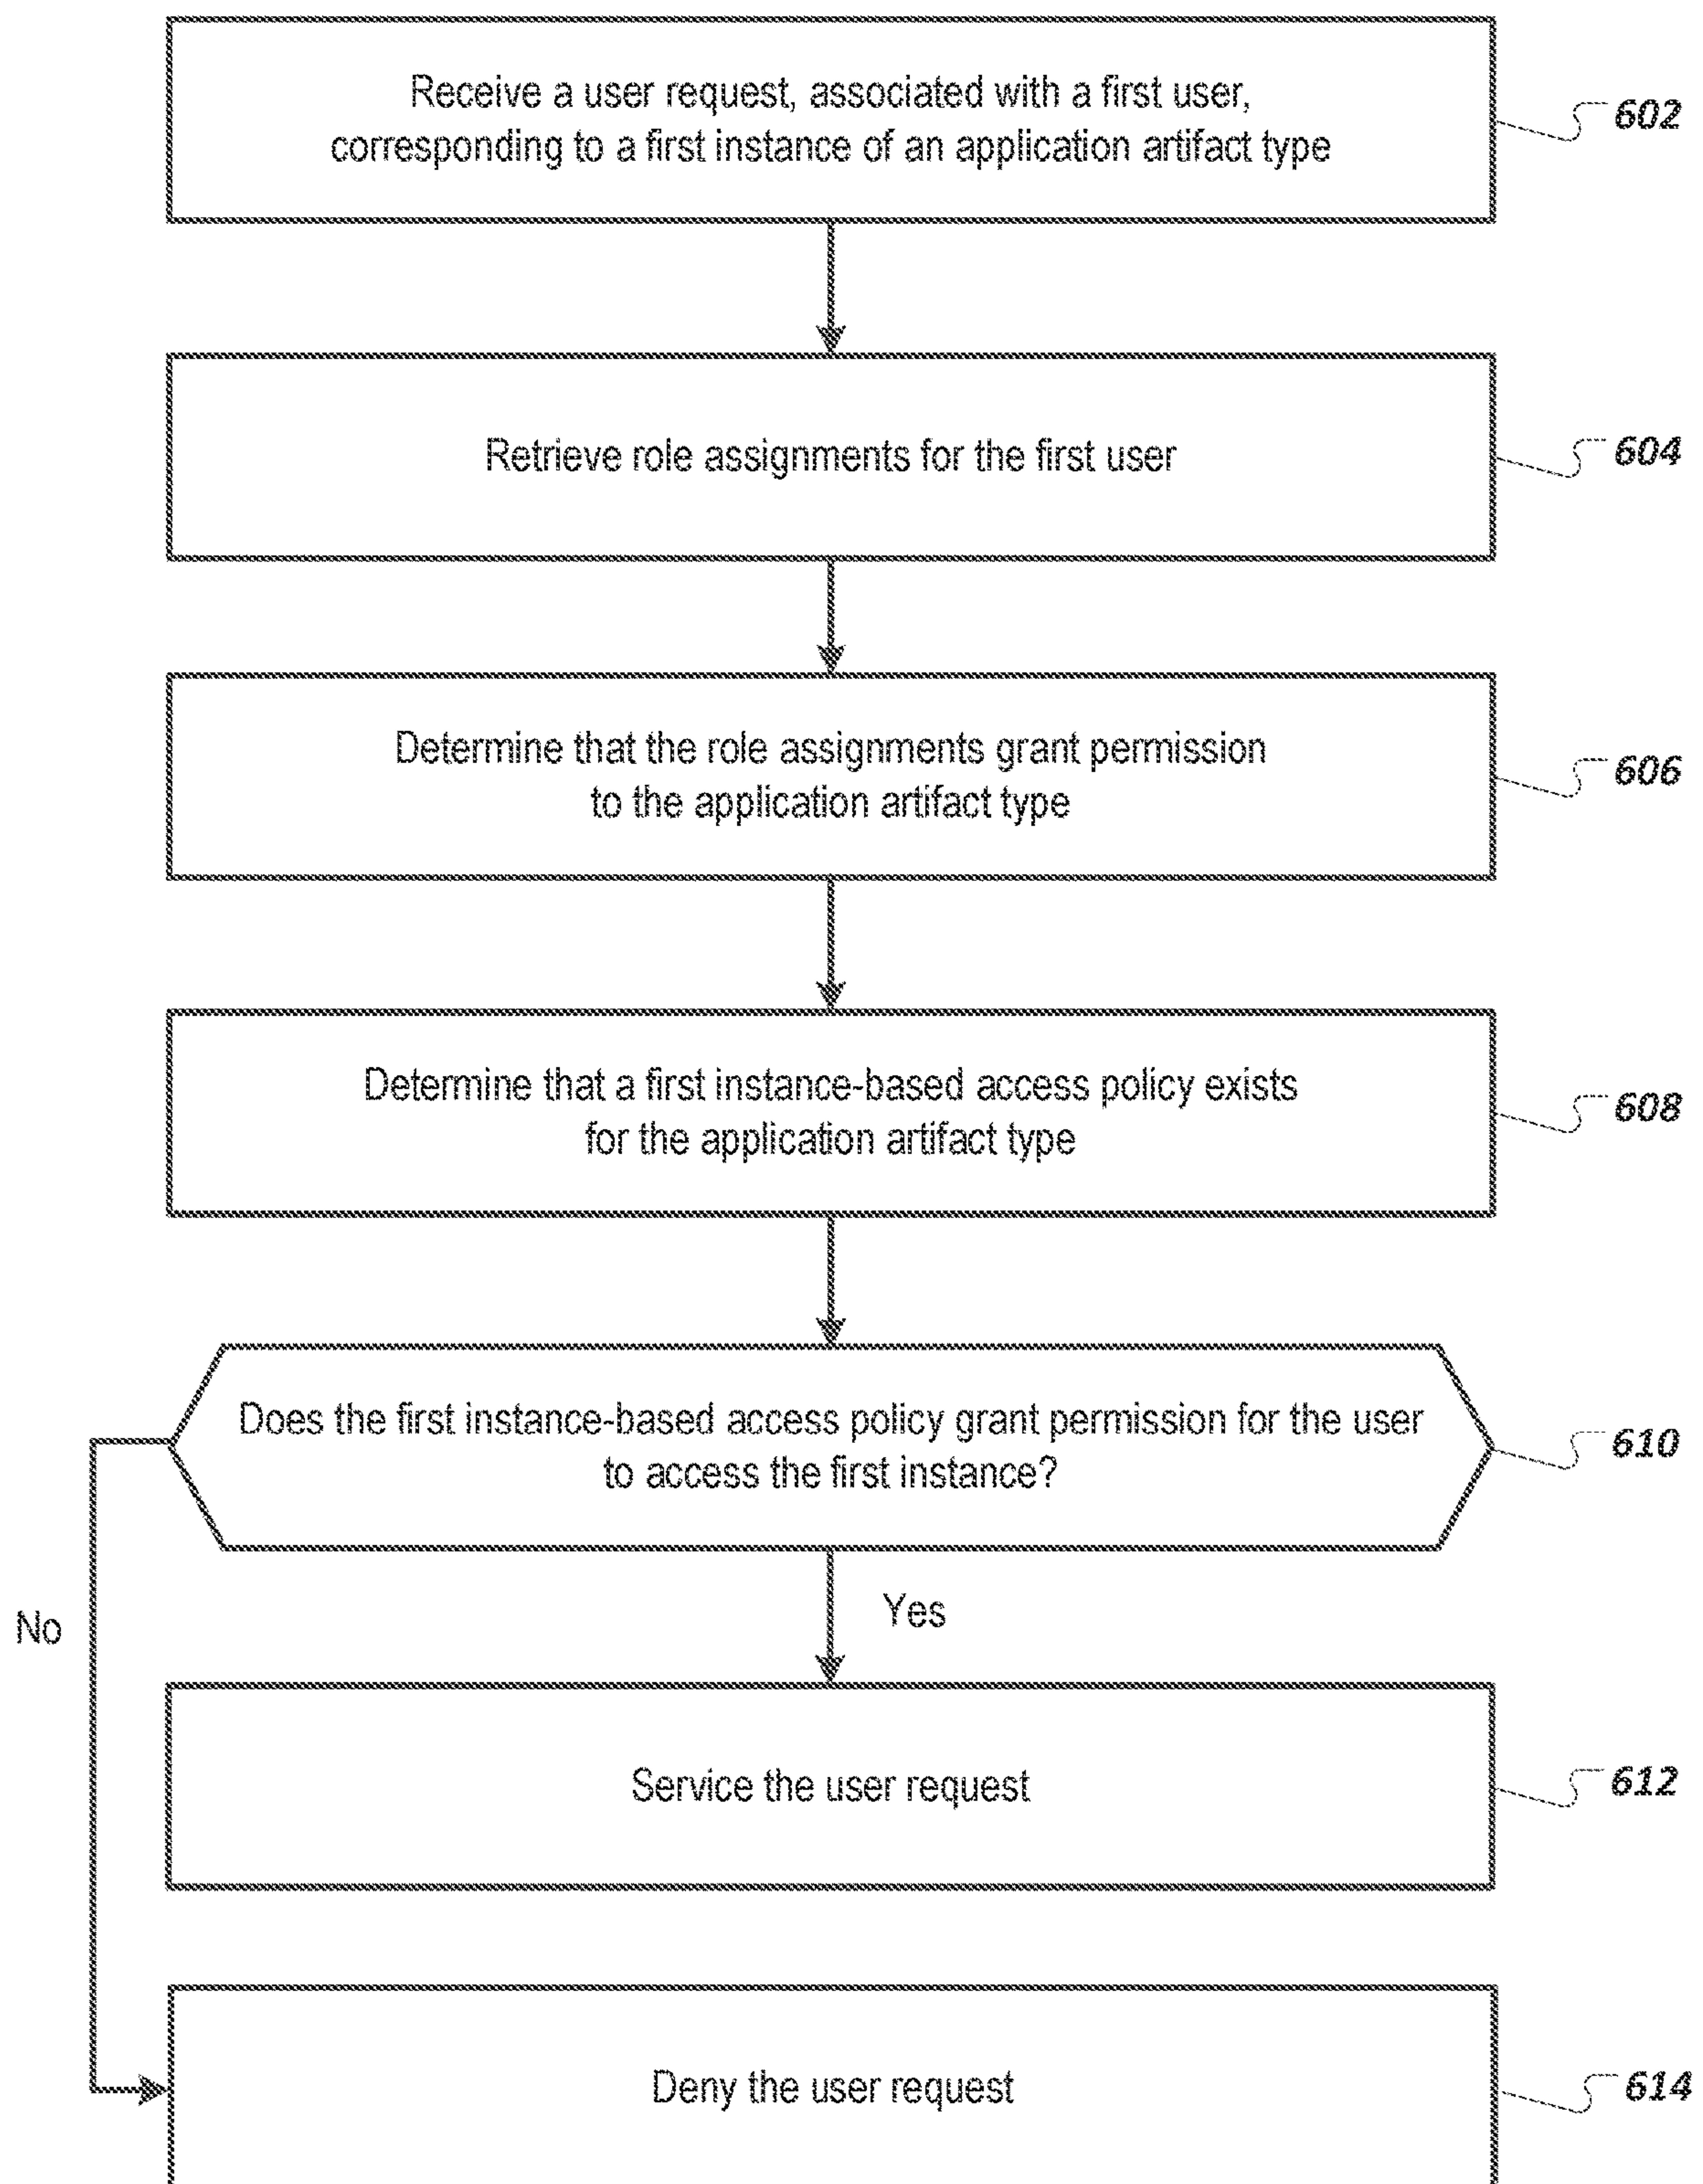 Receive a user request, associated with a first user,
corresponding to a first instance of an application artifact type
602
Retrieve role assignments for the first user
604
Determine that the role assignments grant permission
to the application artifact type
606
Determine that a first instance-based access policy exists
for the application artifact type
608
Does the first instance-based access policy grant permission for the user
to access the first instance?
610
No
Yes
Service the user request
612
Deny the user request
614